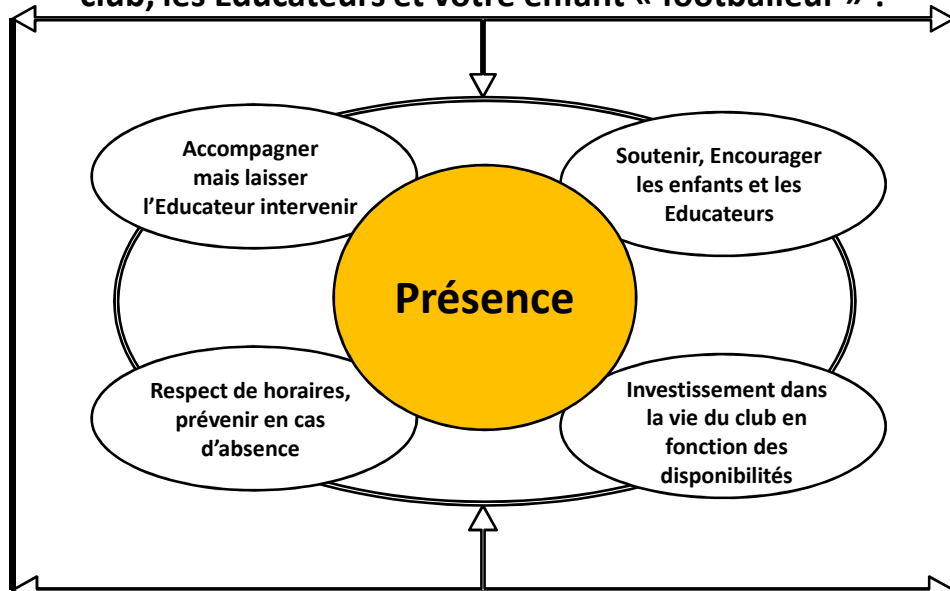 club, les Educateurs et votre enfant « footballeur » :
Accompagner
mais laisser
l’Educateur intervenir
Soutenir, Encourager
les enfants et les
Educateurs
Présence
Respect de horaires,
prévenir en cas
d’absence
Investissement dans
la vie du club en
fonction des
disponibilités